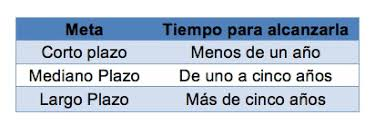 Meta Tiempo para alcanzarla
Corto plazo Menos de un año
Mediano Plazo De uno a cinco años
Largo Plazo Más de cinco años